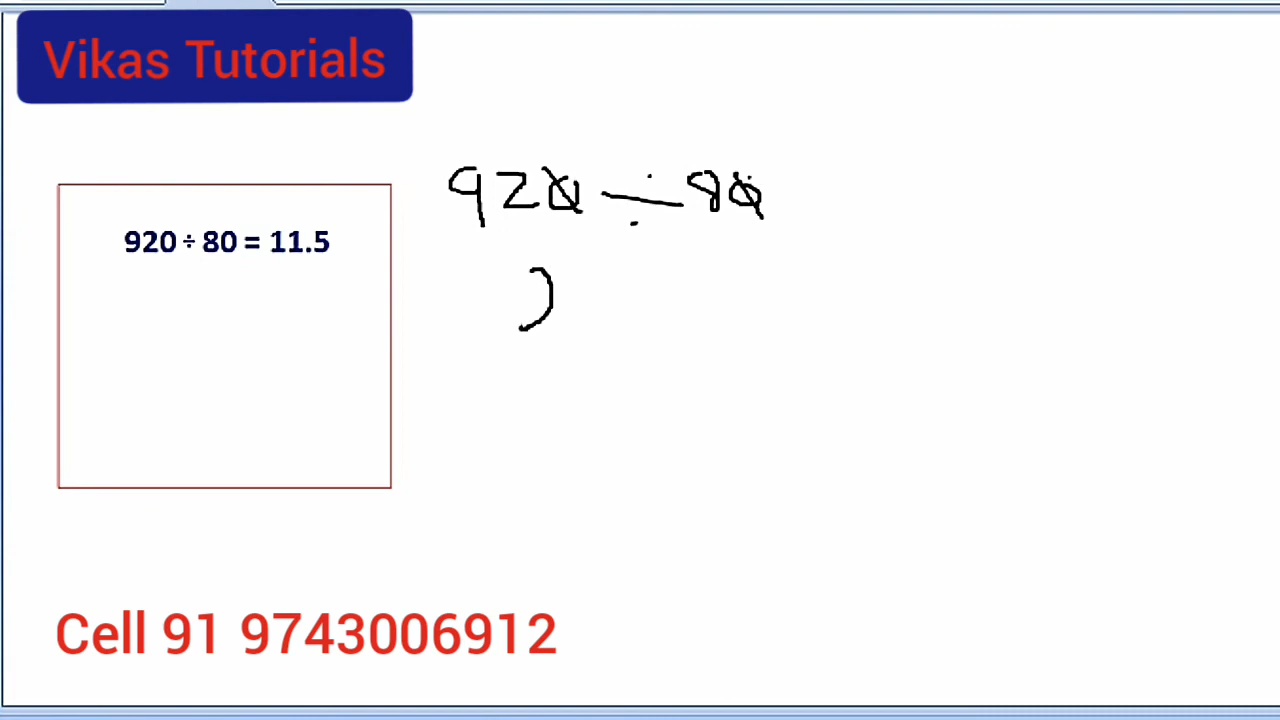 Vikas Tutorials
920 ÷ 80
920 ÷ 80 = 11.5
)
Cell 91 9743006912